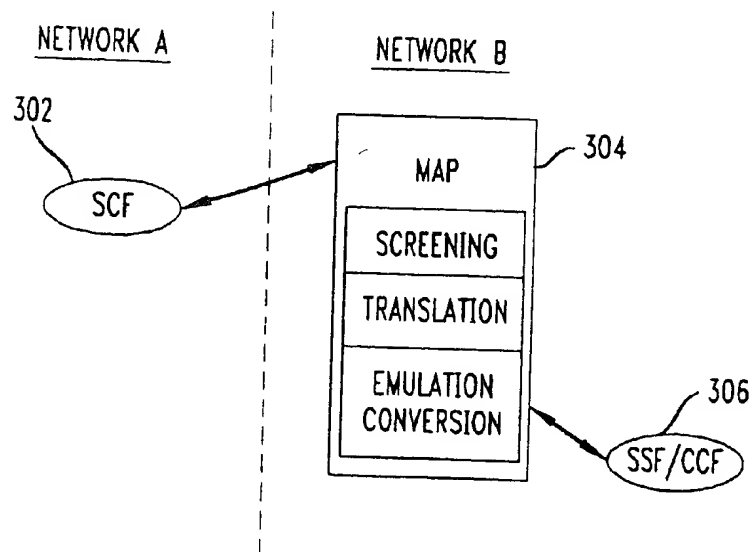 NETWORK A
NETWORK B
302
304
MAP
SCF
SCREENING
TRANSLATION
EMULATION
CONVERSION
306
SSF/CCF